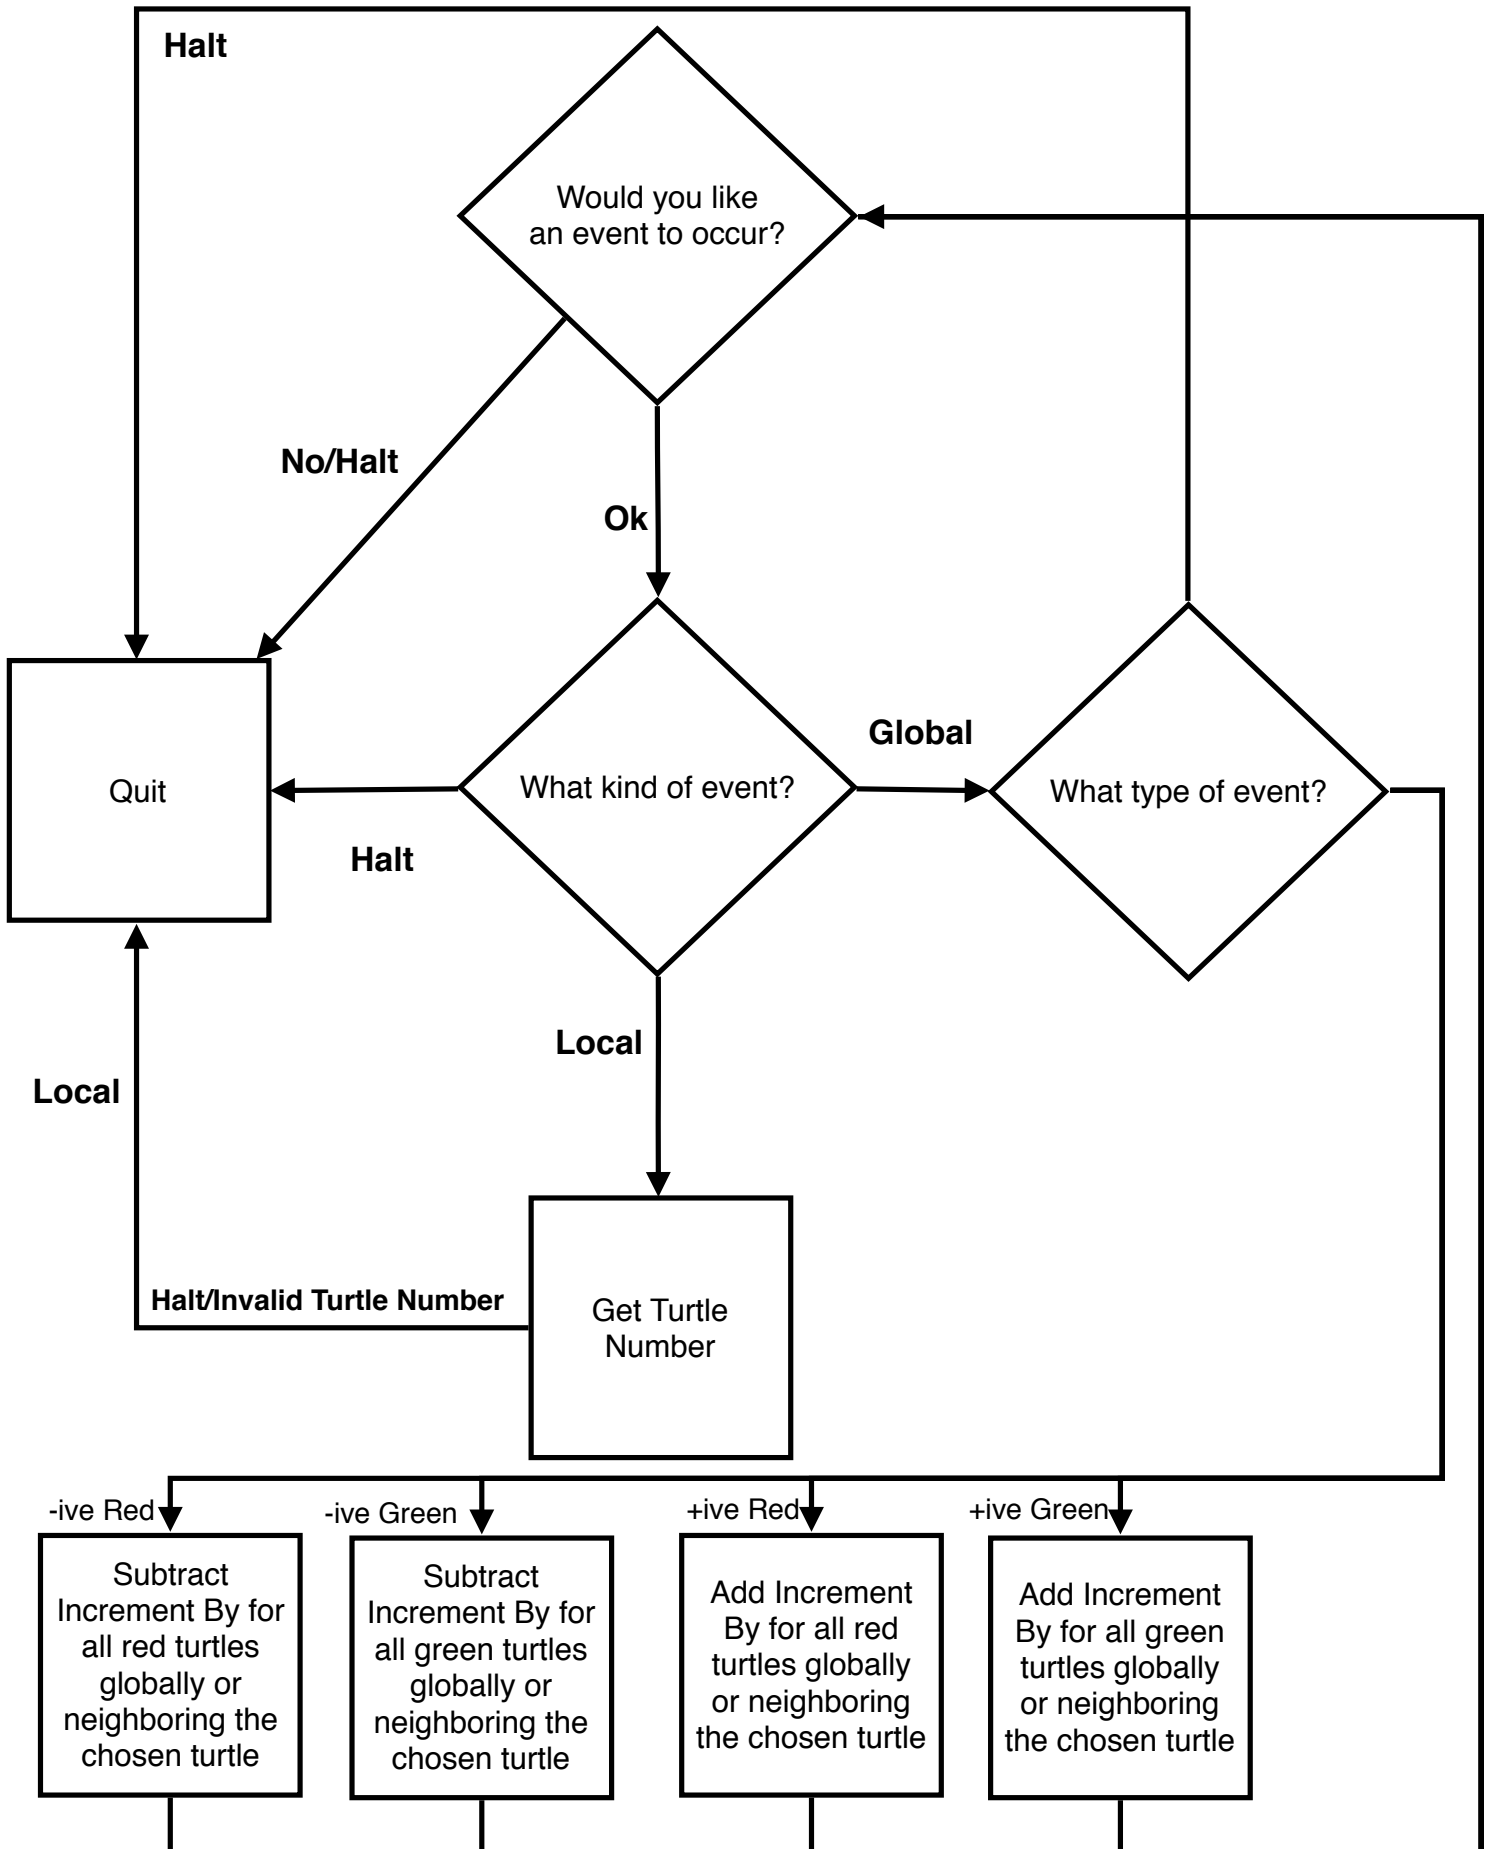 Halt
Would you like
an event to occur?
No/Halt
Ok
Global
Quit
What kind of event?
What type of event?
Halt
Local
Local
Halt/Invalid Turtle Number
Get Turtle
Number
-ive Red
-ive Green
+ive Red
+ive Green
Subtract
Increment By for
all red turtles
globally or
neighboring the
chosen turtle
Subtract
Increment By for
all green turtles
globally or
neighboring the
chosen turtle
Add Increment
By for all red
turtles globally
or neighboring
the chosen turtle
Add Increment
By for all green
turtles globally
or neighboring
the chosen turtle